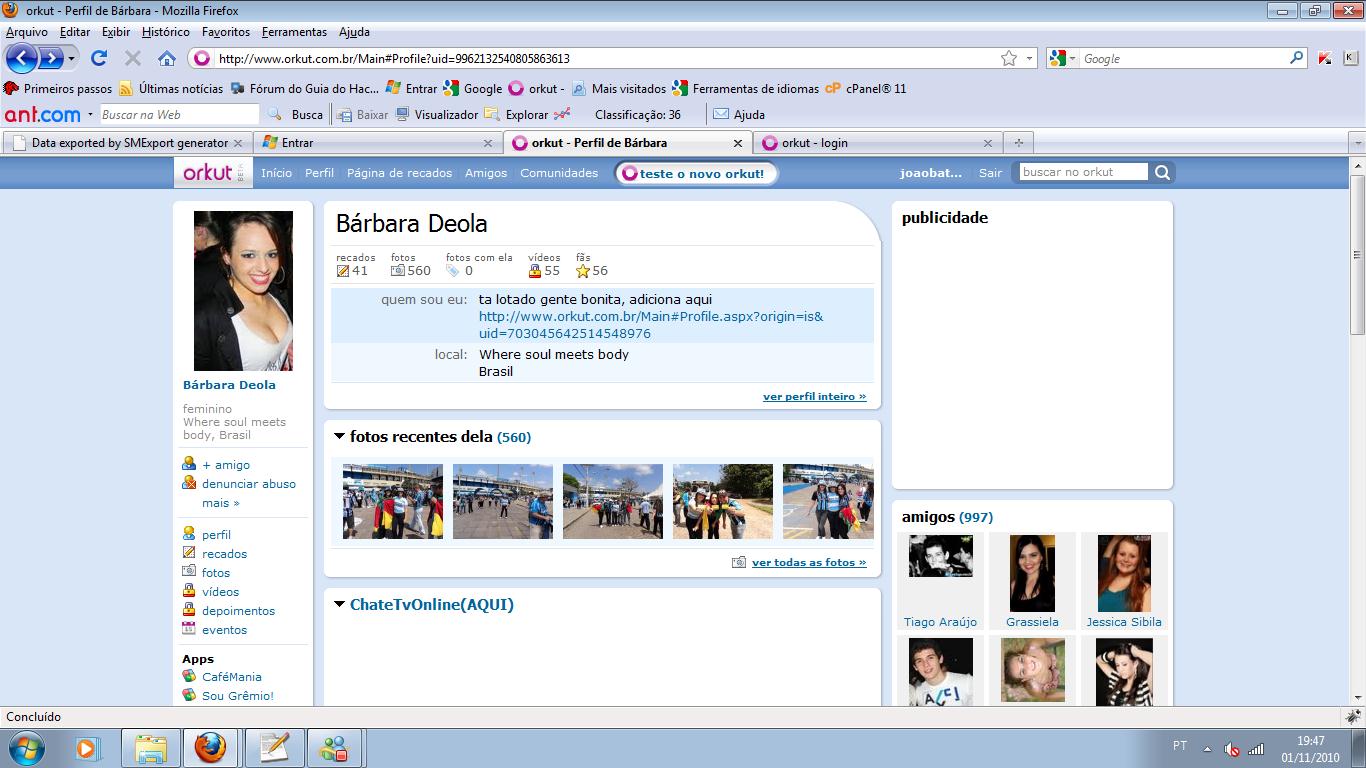 orkut - Perfil de Bárbara - Mozilla Firefox
Arquivo Editar Exibir Histórico Favoritos Ferramentas Ajuda
http://www.orkut.com.br/Main#Profile?uid=9962132540805863613
Google
Primeiros passos Últimas notícias Fórum do Guia do Hac... Entrar Google orkut - Mais visitados Ferramentas de idiomas cPanel® 11
ant.com Buscar na Web Busca Baixar Visualizador Explorar Classificação: 36 Ajuda
Data exported by SMExport generator Entrar orkut - Perfil de Bárbara orkut - login
orkut BETA Início Perfil Página de recados Amigos Comunidades teste o novo orkut! joaobat... Sair buscar no orkut
Bárbara Deola
feminino
Where soul meets
body, Brasil
+ amigo
denunciar abuso
mais »
perfil
recados
fotos
vídeos
depoimentos
eventos
Apps
CaféMania
Sou Grêmio!
Bárbara Deola
recados fotos fotos com ela vídeos fãs
41 560 0 55 56
quem sou eu: ta lotado gente bonita, adiciona aqui
http://www.orkut.com.br/Main#Profile.aspx?origin=is&
uid=703045642514548976
local: Where soul meets body
Brasil
ver perfil inteiro »
fotos recentes dela (560)
ver todas as fotos »
ChateTvOnline(AQUI)
publicidade
amigos (997)
Tiago Araújo Grassiela Jessica Sibila
Concluído
PT 19:47
01/11/2010